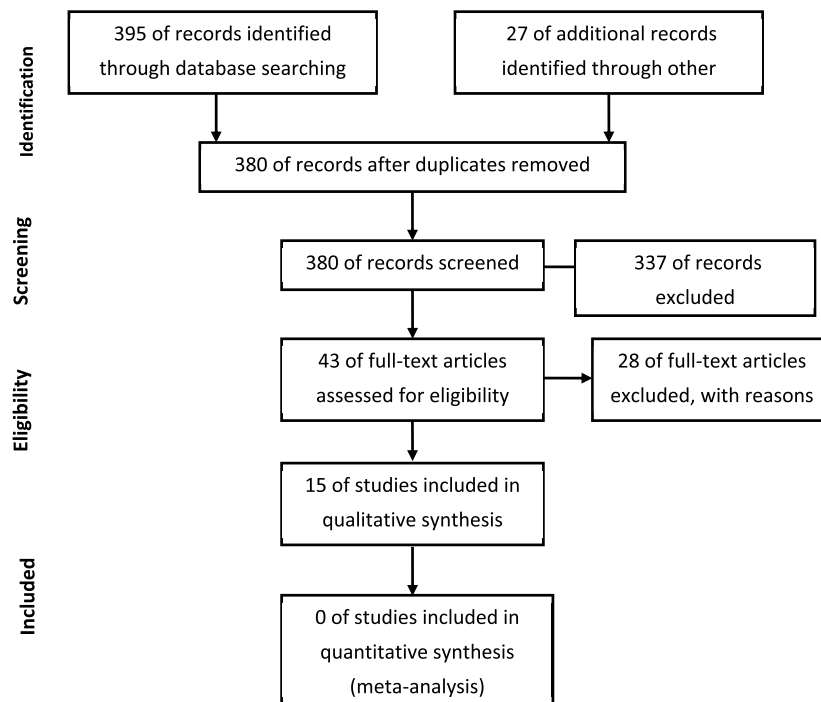 395 of records identified
through database searching
27 of additional records
identified through other
Identification
380 of records after duplicates removed
Screening
380 of records screened
337 of records
excluded
Eligibility
43 of full-text articles
assessed for eligibility
28 of full-text articles
excluded, with reasons
15 of studies included in
qualitative synthesis
Included
0 of studies included in
quantitative synthesis
(meta-analysis)